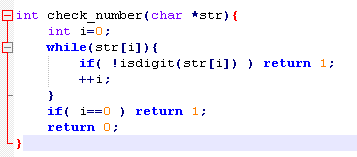 int check_number(char *str){
int i=0;
while(str[i]){
if( !isdigit(str[i]) ) return 1;
++i;
}
if( i==0 ) return 1;
return 0;
}